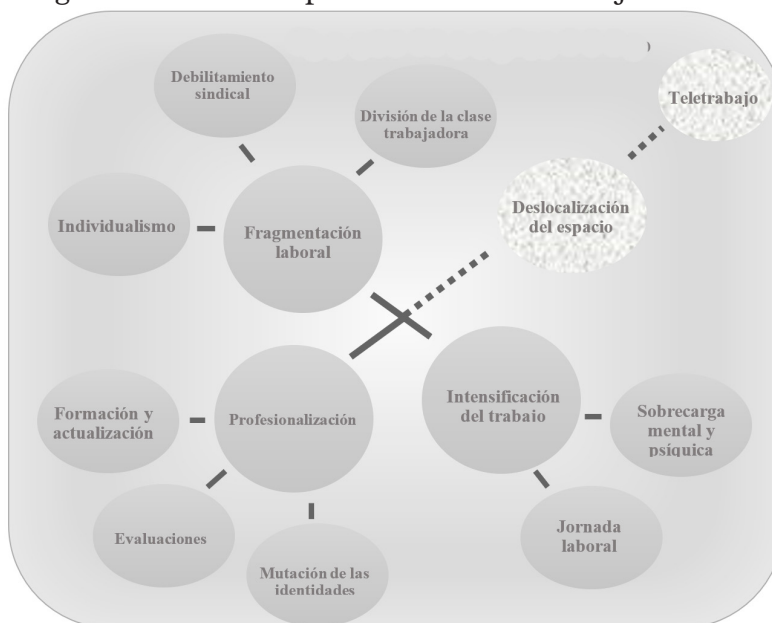 Debilitamiento
sindical
División de la clase
trabajadora
Teletrabajo
Individualismo
Fragmentación
laboral
Deslocalización
del espacio
Formación y
actualización
Profesionalización
Intensificación
del trabajo
Sobrecarga
mental y
psíquica
Evaluaciones
Mutación de las
identidades
Jornada
laboral